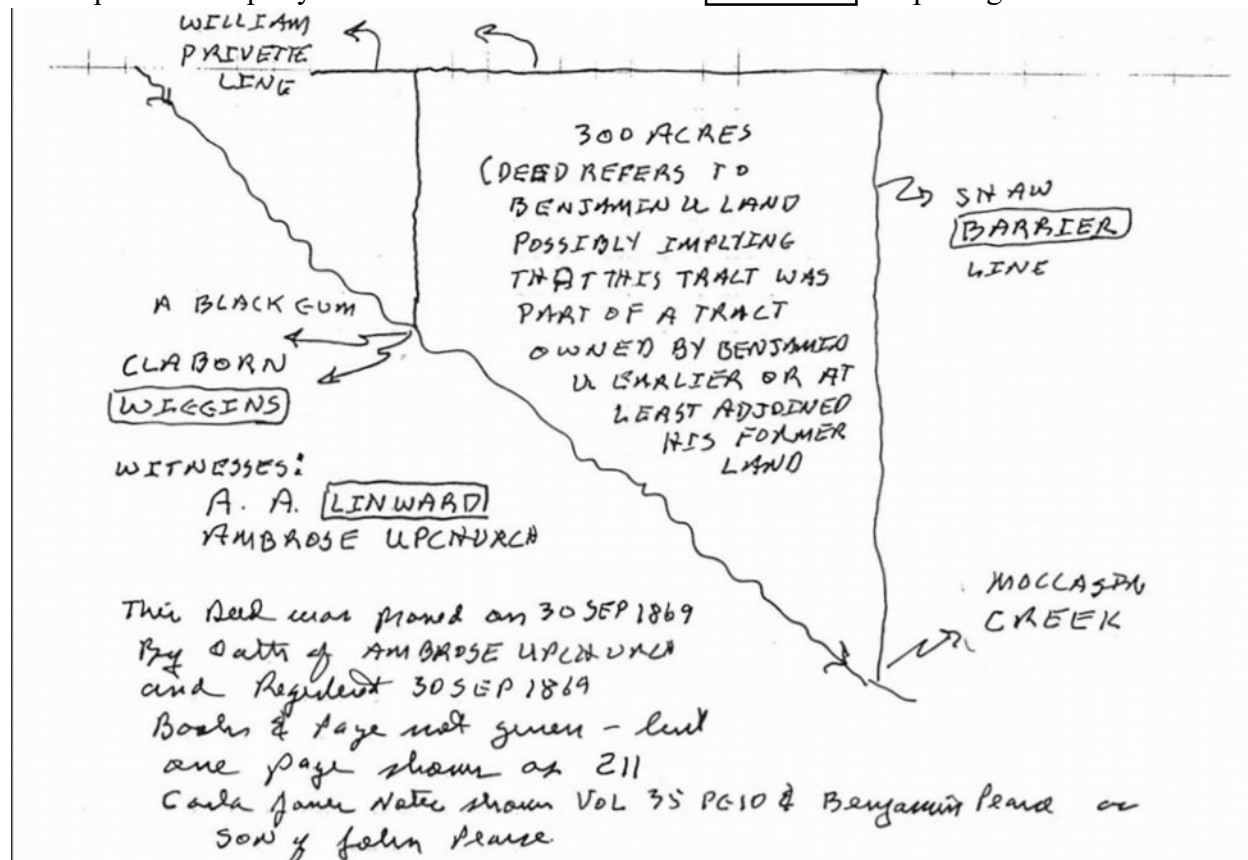 WILLIAM
PRIVETTE
LINE
300 ACRES
(DEED REFERS TO
BENJAMIN U LAND
POSSIBLY IMPLYING
THAT THIS TRACT WAS
PART OF A TRACT
OWNED BY BENJAMIN
U EARLIER OR AT
LEAST ADJOINED
HIS FORMER
LAND
SHAW
BARRIER
LINE
A BLACK GUM
CLABORN
WIGGINS
WITNESSES:
A. A. LINWARD
AMBROSE UPCHURCH
MOCCASIN
CREEK
This Deed was proved on 30 SEP 1869
By Oath of AMBROSE UPCHURCH
and Registered 30 SEP 1869
Books & Page not given - but
one page shown as 211
Carla Jones Notes shows VOL 35 PG 10 & Benjamin Pearce as
SON of John Pearce